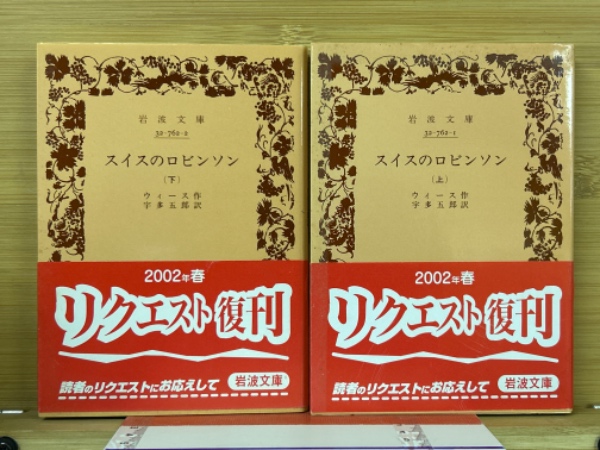 岩波文庫
32-762-2
スイスのロビンソン
(下)
ウィース作
宇多五郎訳
2002年春
リクエスト復刊
読者のリクエストにお応えして
岩波文庫
岩波文庫
32-762-1
スイスのロビンソン
(上)
ウィース作
宇多五郎訳
2002年春
リクエスト復刊
読者のリクエストにお応えして
岩波文庫